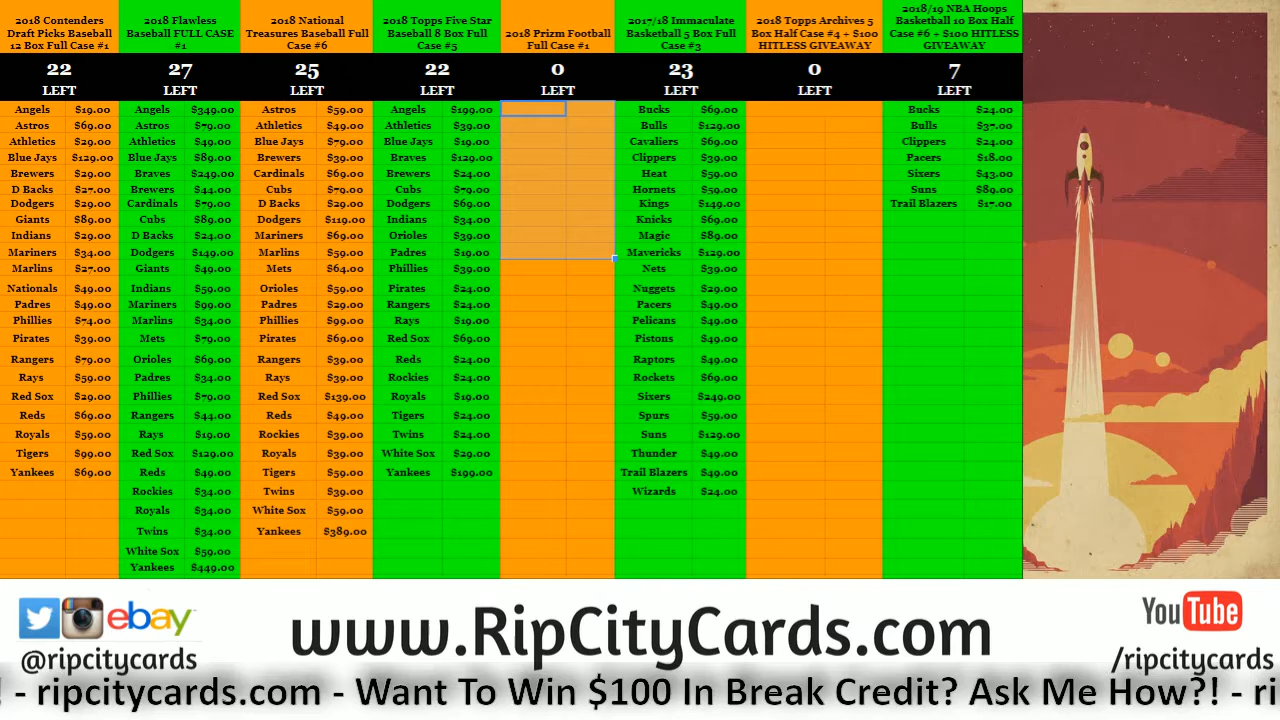 2018 Contenders
Draft Picks Baseball
12 Box Full Case #1
22
LEFT
Angels $19.00
Astros $69.00
Athletics $29.00
Blue Jays $129.00
Brewers $29.00
D Backs $27.00
Dodgers $29.00
Giants $89.00
Indians $29.00
Mariners $34.00
Marlins $27.00
Nationals $49.00
Padres $49.00
Phillies $74.00
Pirates $39.00
Rangers $79.00
Rays $59.00
Red Sox $29.00
Reds $69.00
Royals $59.00
Tigers $99.00
Yankees $69.00
2018 Flawless
Baseball FULL CASE
#1
27
LEFT
Angels $349.00
Astros $79.00
Athletics $49.00
Blue Jays $89.00
Braves $249.00
Brewers $44.00
Cardinals $79.00
Cubs $89.00
D Backs $24.00
Dodgers $149.00
Giants $49.00
Indians $59.00
Mariners $99.00
Marlins $34.00
Mets $79.00
Orioles $69.00
Padres $34.00
Phillies $79.00
Rangers $44.00
Rays $19.00
Red Sox $129.00
Reds $49.00
Rockies $34.00
Royals $34.00
Twins $34.00
White Sox $59.00
Yankees $449.00
2018 National
Treasures Baseball Full
Case #6
25
LEFT
Astros $59.00
Athletics $49.00
Blue Jays $79.00
Brewers $39.00
Cardinals $69.00
Cubs $79.00
D Backs $29.00
Dodgers $119.00
Mariners $69.00
Marlins $59.00
Mets $64.00
Orioles $59.00
Padres $29.00
Phillies $99.00
Pirates $69.00
Rangers $39.00
Rays $39.00
Red Sox $139.00
Reds $49.00
Rockies $39.00
Royals $39.00
Tigers $59.00
Twins $39.00
White Sox $59.00
Yankees $389.00
2018 Topps Five Star
Baseball 8 Box Full
Case #5
22
LEFT
Angels $199.00
Athletics $39.00
Blue Jays $19.00
Braves $129.00
Brewers $24.00
Cubs $79.00
Dodgers $69.00
Indians $34.00
Orioles $39.00
Padres $19.00
Phillies $39.00
Pirates $24.00
Rangers $24.00
Rays $19.00
Red Sox $69.00
Reds $24.00
Rockies $24.00
Royals $19.00
Tigers $24.00
Twins $24.00
White Sox $29.00
Yankees $199.00
2018 Prizm Football
Full Case #1
0
LEFT
2017/18 Immaculate
Basketball 5 Box Full
Case #3
23
LEFT
Bucks $69.00
Bulls $129.00
Cavaliers $69.00
Clippers $39.00
Heat $59.00
Hornets $59.00
Kings $149.00
Knicks $69.00
Magic $89.00
Mavericks $129.00
Nets $39.00
Nuggets $29.00
Pacers $49.00
Pelicans $49.00
Pistons $49.00
Raptors $49.00
Rockets $69.00
Sixers $249.00
Spurs $59.00
Suns $129.00
Thunder $49.00
Trail Blazers $49.00
Wizards $24.00
2018 Topps Archives 5
Box Half Case #4 + $100
HITLESS GIVEAWAY
0
LEFT
2018/19 NBA Hoops
Basketball 10 Box Half
Case #6 + $100 HITLESS
GIVEAWAY
7
LEFT
Bucks $24.00
Bulls $37.00
Clippers $24.00
Pacers $18.00
Sixers $43.00
Suns $89.00
Trail Blazers $17.00
ebay
@ripcitycards
www.RipCityCards.com
YouTube
/ripcitycards
! - ripcitycards.com - Want To Win $100 In Break Credit? Ask Me How?! - ri